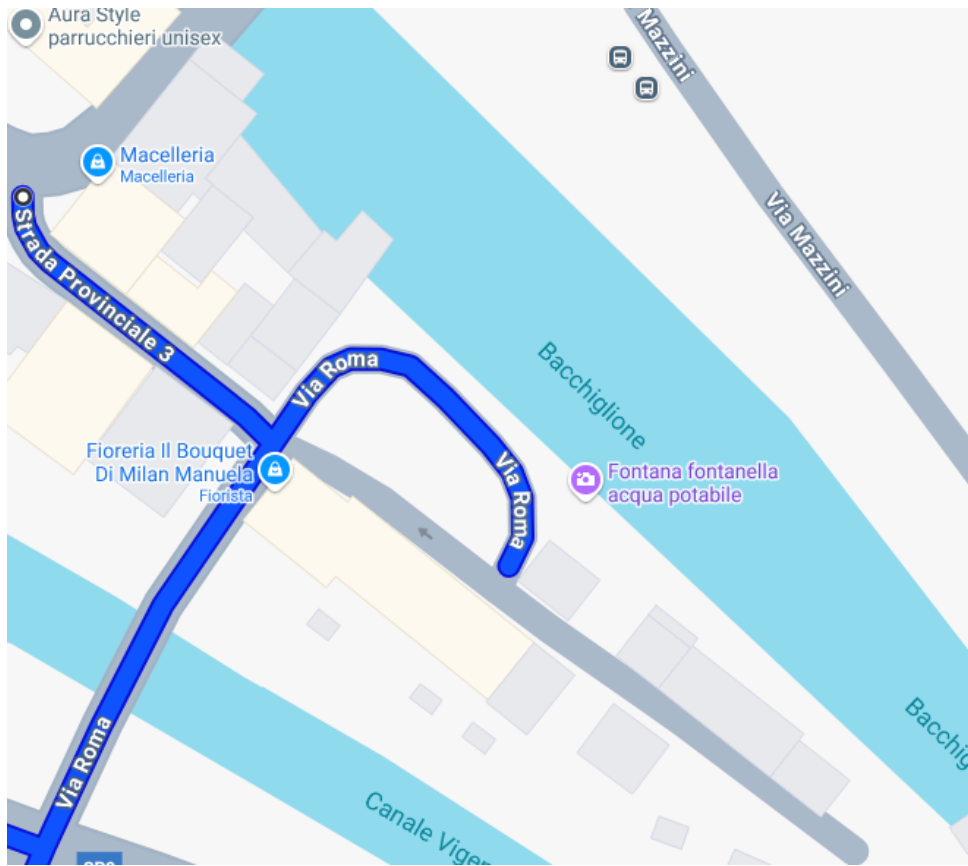 Aura Style
parrucchieri unisex
Mazzini
Macelleria
Macelleria
Via Mazzini
Strada Provinciale 3
Bacchiglione
Via Roma
Fioreria Il Bouquet
Di Milan Manuela
Fiorista
Via Roma
Fontana fontanella
acqua potabile
Via Roma
Bacchig
Canale Vigen